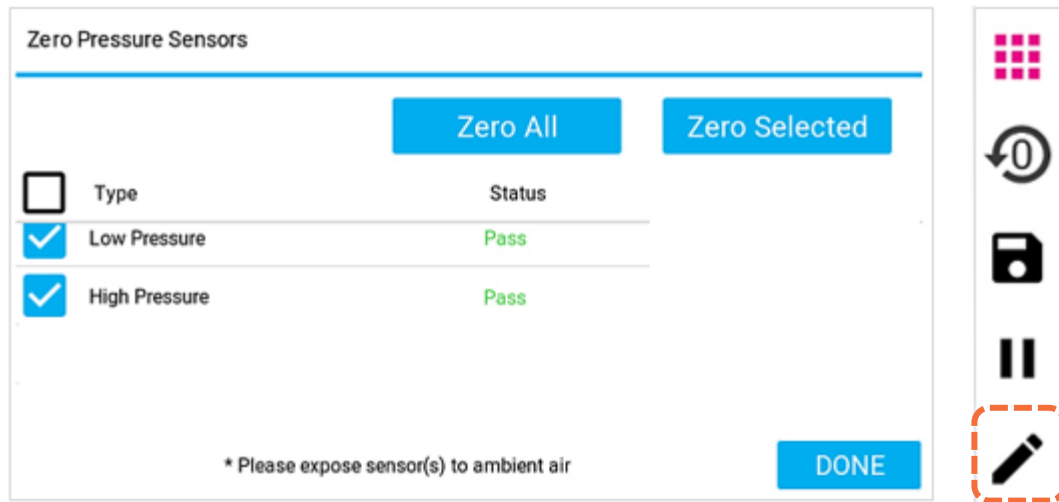 Zero Pressure Sensors
Zero All Zero Selected
Type Status
Low Pressure Pass
High Pressure Pass
* Please expose sensor(s) to ambient air
DONE
0